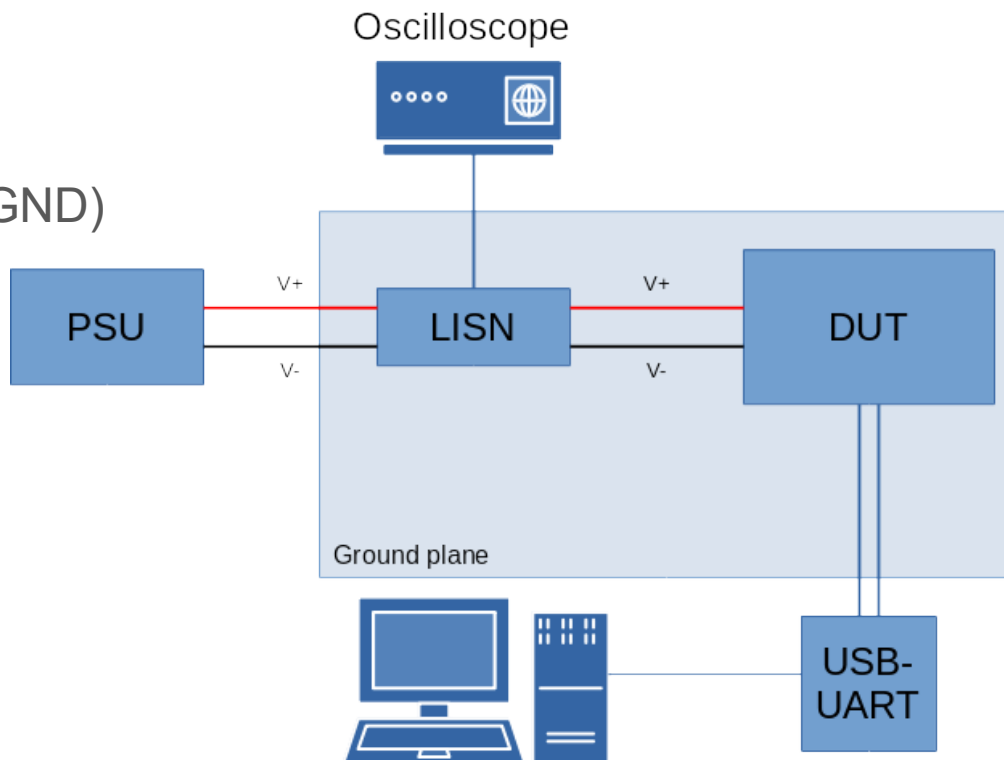 Oscilloscope
GND)
V+
V+
PSU
LISN
DUT
V-
V-
Ground plane
USB-
UART